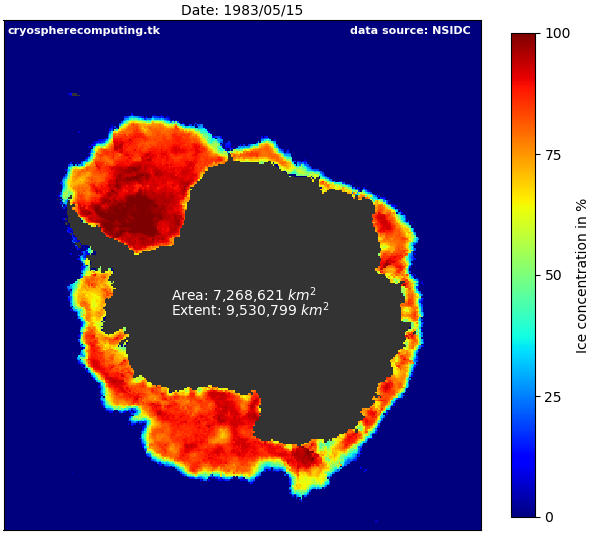 Date: 1983/05/15
cryospherecomputing.tk data source: NSIDC
Area: 7,268,621 km²
Extent: 9,530,799 km²
100
75
50
25
0
Ice concentration in %